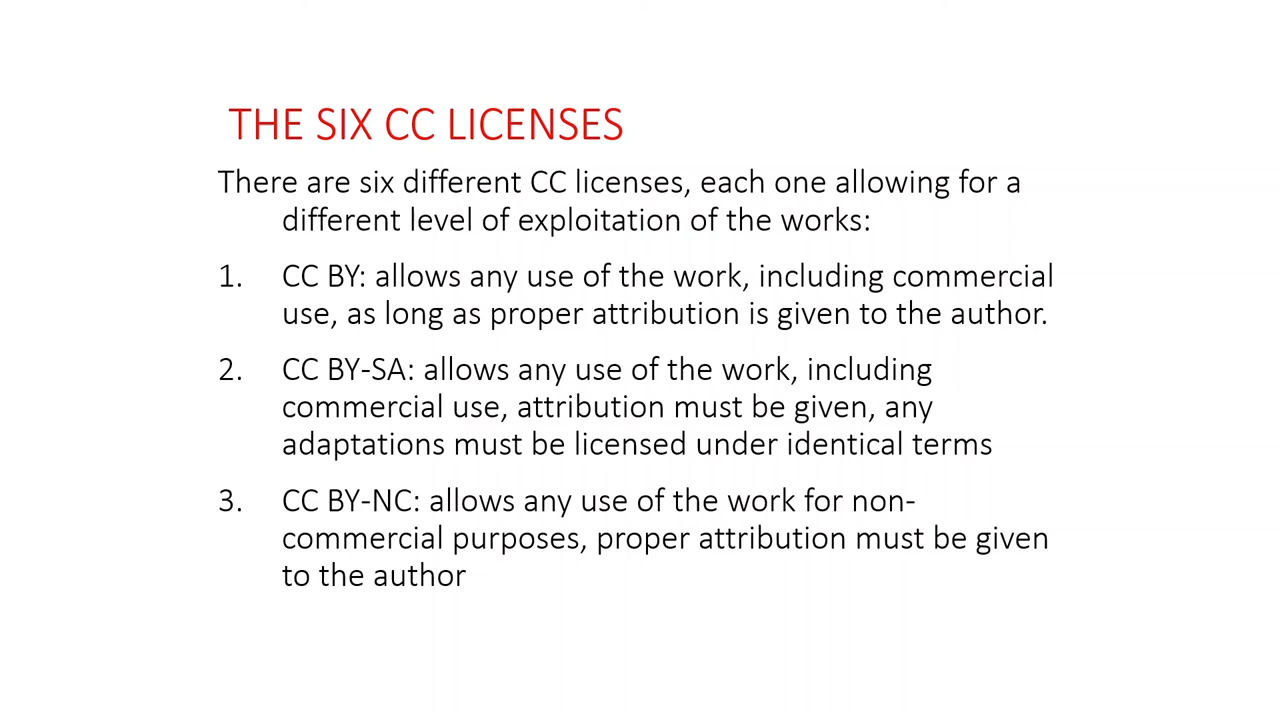 THE SIX CC LICENSES
There are six different CC licenses, each one allowing for a
different level of exploitation of the works:
1. CC BY: allows any use of the work, including commercial
use, as long as proper attribution is given to the author.
2. CC BY-SA: allows any use of the work, including
commercial use, attribution must be given, any
adaptations must be licensed under identical terms
3. CC BY-NC: allows any use of the work for non-
commercial purposes, proper attribution must be given
to the author